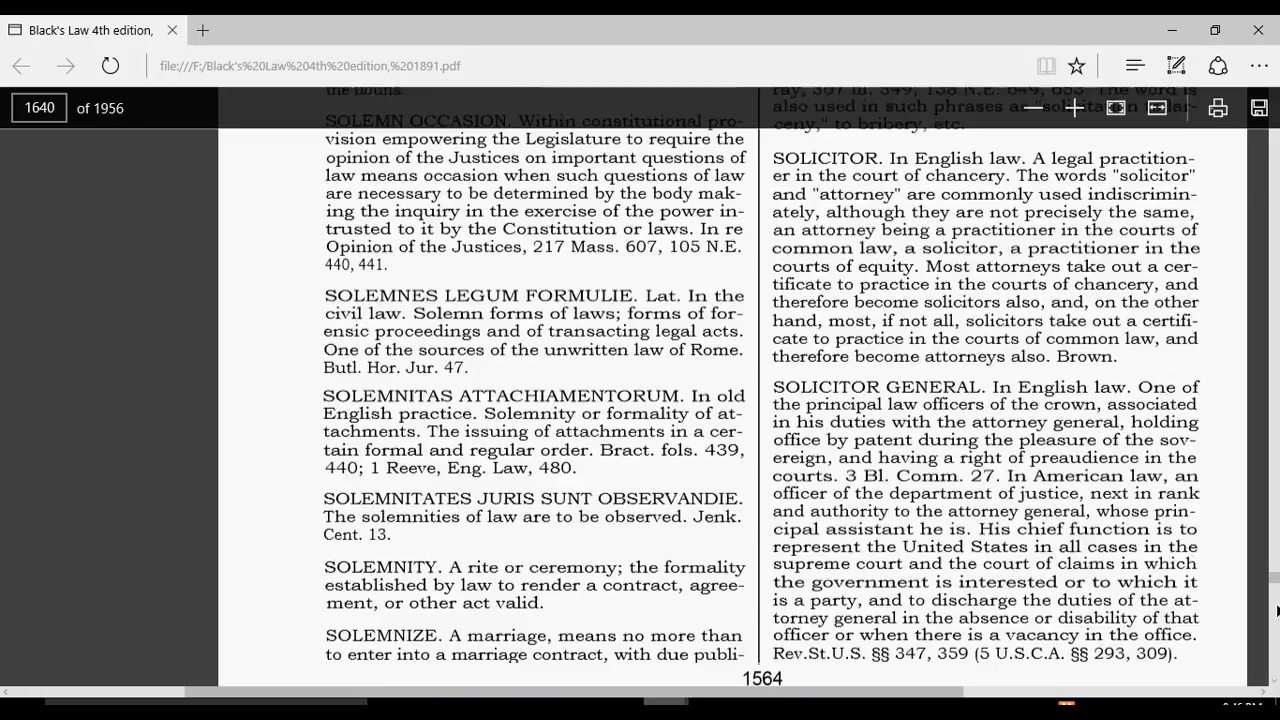 Black's Law 4th edition,
file:///F:/Black's%20Law%204th%20edition,%201891.pdf
1640 of 1956
the nouns.
SOLEMN OCCASION. Within constitutional pro-
vision empowering the Legislature to require the
opinion of the Justices on important questions of
law means occasion when such questions of law
are necessary to be determined by the body mak-
ing the inquiry in the exercise of the power in-
trusted to it by the Constitution or laws. In re
Opinion of the Justices, 217 Mass. 607, 105 N.E.
440, 441.
SOLEMNES LEGUM FORMULIE. Lat. In the
civil law. Solemn forms of laws; forms of for-
ensic proceedings and of transacting legal acts.
One of the sources of the unwritten law of Rome.
Butl. Hor. Jur. 47.
SOLEMNITAS ATTACHIAMENTORUM. In old
English practice. Solemnity or formality of at-
tachments. The issuing of attachments in a cer-
tain formal and regular order. Bract. fols. 439,
440; 1 Reeve, Eng. Law, 480.
SOLEMNITATES JURIS SUNT OBSERVANDIE.
The solemnities of law are to be observed. Jenk.
Cent. 13.
SOLEMNITY. A rite or ceremony; the formality
established by law to render a contract, agree-
ment, or other act valid.
SOLEMNIZE. A marriage, means no more than
to enter into a marriage contract, with due publi-
ray, 307 Ill. 549, 138 N.E. 649, 653. The word is
also used in such phrases as "solicitation
ceny," to bribery, etc.
SOLICITOR. In English law. A legal practition-
er in the court of chancery. The words "solicitor"
and "attorney" are commonly used indiscrimin-
ately, although they are not precisely the same,
an attorney being a practitioner in the courts of
common law, a solicitor, a practitioner in the
courts of equity. Most attorneys take out a cer-
tificate to practice in the courts of chancery, and
therefore become solicitors also, and, on the other
hand, most, if not all, solicitors take out a certifi-
cate to practice in the courts of common law, and
therefore become attorneys also. Brown.
SOLICITOR GENERAL. In English law. One of
the principal law officers of the crown, associated
in his duties with the attorney general, holding
office by patent during the pleasure of the sov-
ereign, and having a right of preaudience in the
courts. 3 Bl. Comm. 27. In American law, an
officer of the department of justice, next in rank
and authority to the attorney general, whose prin-
cipal assistant he is. His chief function is to
represent the United States in all cases in the
supreme court and the court of claims in which
the government is interested or to which it
is a party, and to discharge the duties of the at-
torney general in the absence or disability of that
officer or when there is a vacancy in the office.
Rev.St.U.S. §§ 347, 359 (5 U.S.C.A. §§ 293, 309).
1564